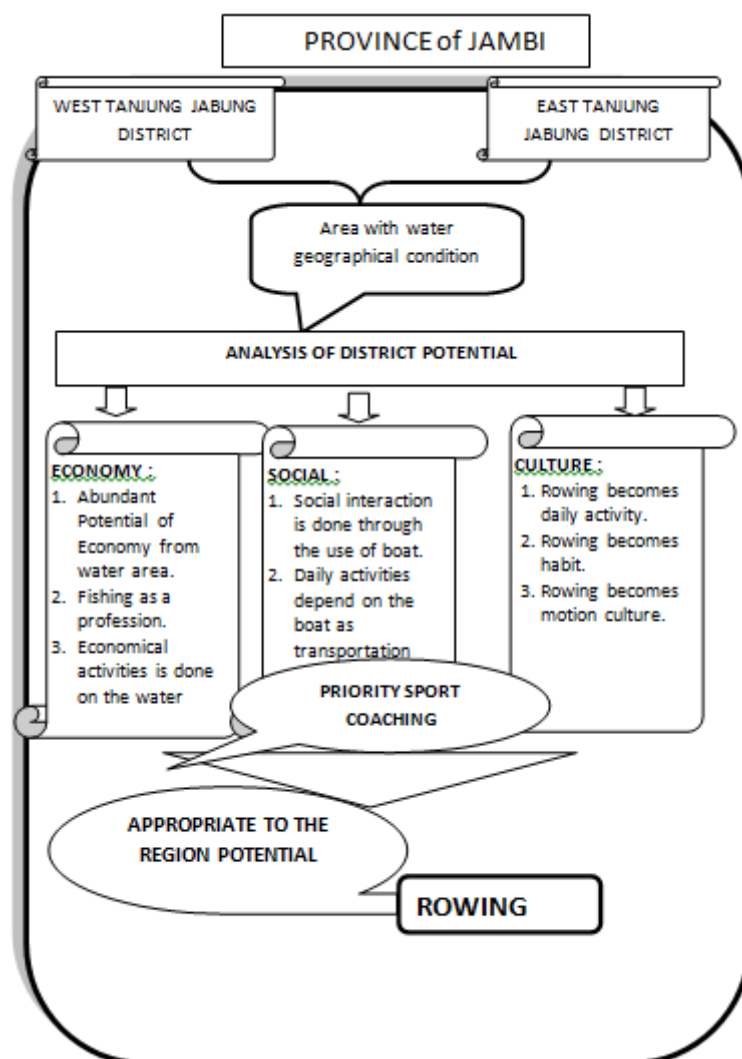 PROVINCE of JAMBI
WEST TANJUNG JABUNG
DISTRICT
EAST TANJUNG
JABUNG DISTRICT
Area with water
geographical condition
ANALYSIS OF DISTRICT POTENTIAL
ECONOMY :
1. Abundant
Potential of
Economy from
water area.
2. Fishing as a
profession.
3. Economical
activities is done
on the water
SOCIAL :
1. Social interaction
is done through
the use of boat.
2. Daily activities
depend on the
boat as
transportation
CULTURE :
1. Rowing becomes
daily activity.
2. Rowing becomes
habit.
3. Rowing becomes
motion culture.
PRIORITY SPORT
COACHING
APPROPRIATE TO THE
REGION POTENTIAL
ROWING